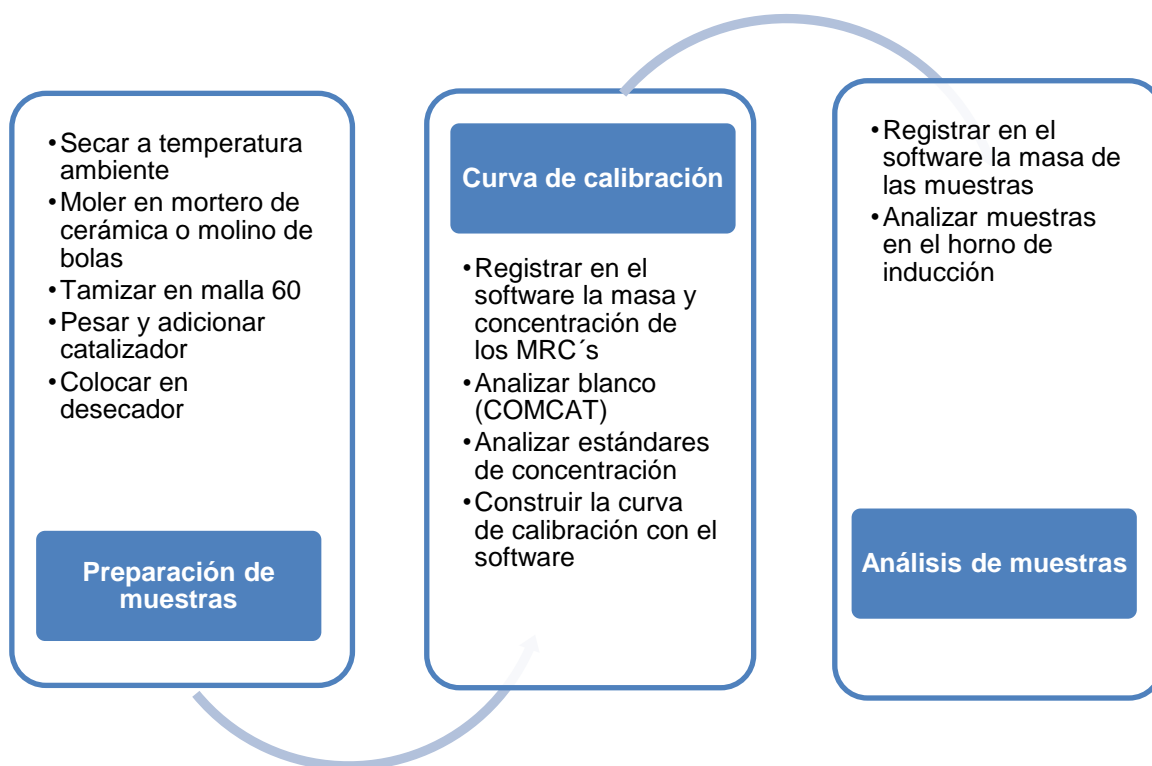 •Secar a temperatura
ambiente
•Moler en mortero de
cerámica o molino de
bolas
•Tamizar en malla 60
•Pesar y adicionar
catalizador
•Colocar en
desecador
Preparación de
muestras
Curva de calibración
•Registrar en el
software la masa y
concentración de
los MRC´s
•Analizar blanco
(COMCAT)
•Analizar estándares
de concentración
•Construir la curva
de calibración con el
software
•Registrar en el
software la masa de
las muestras
•Analizar muestras
en el horno de
inducción
Análisis de muestras